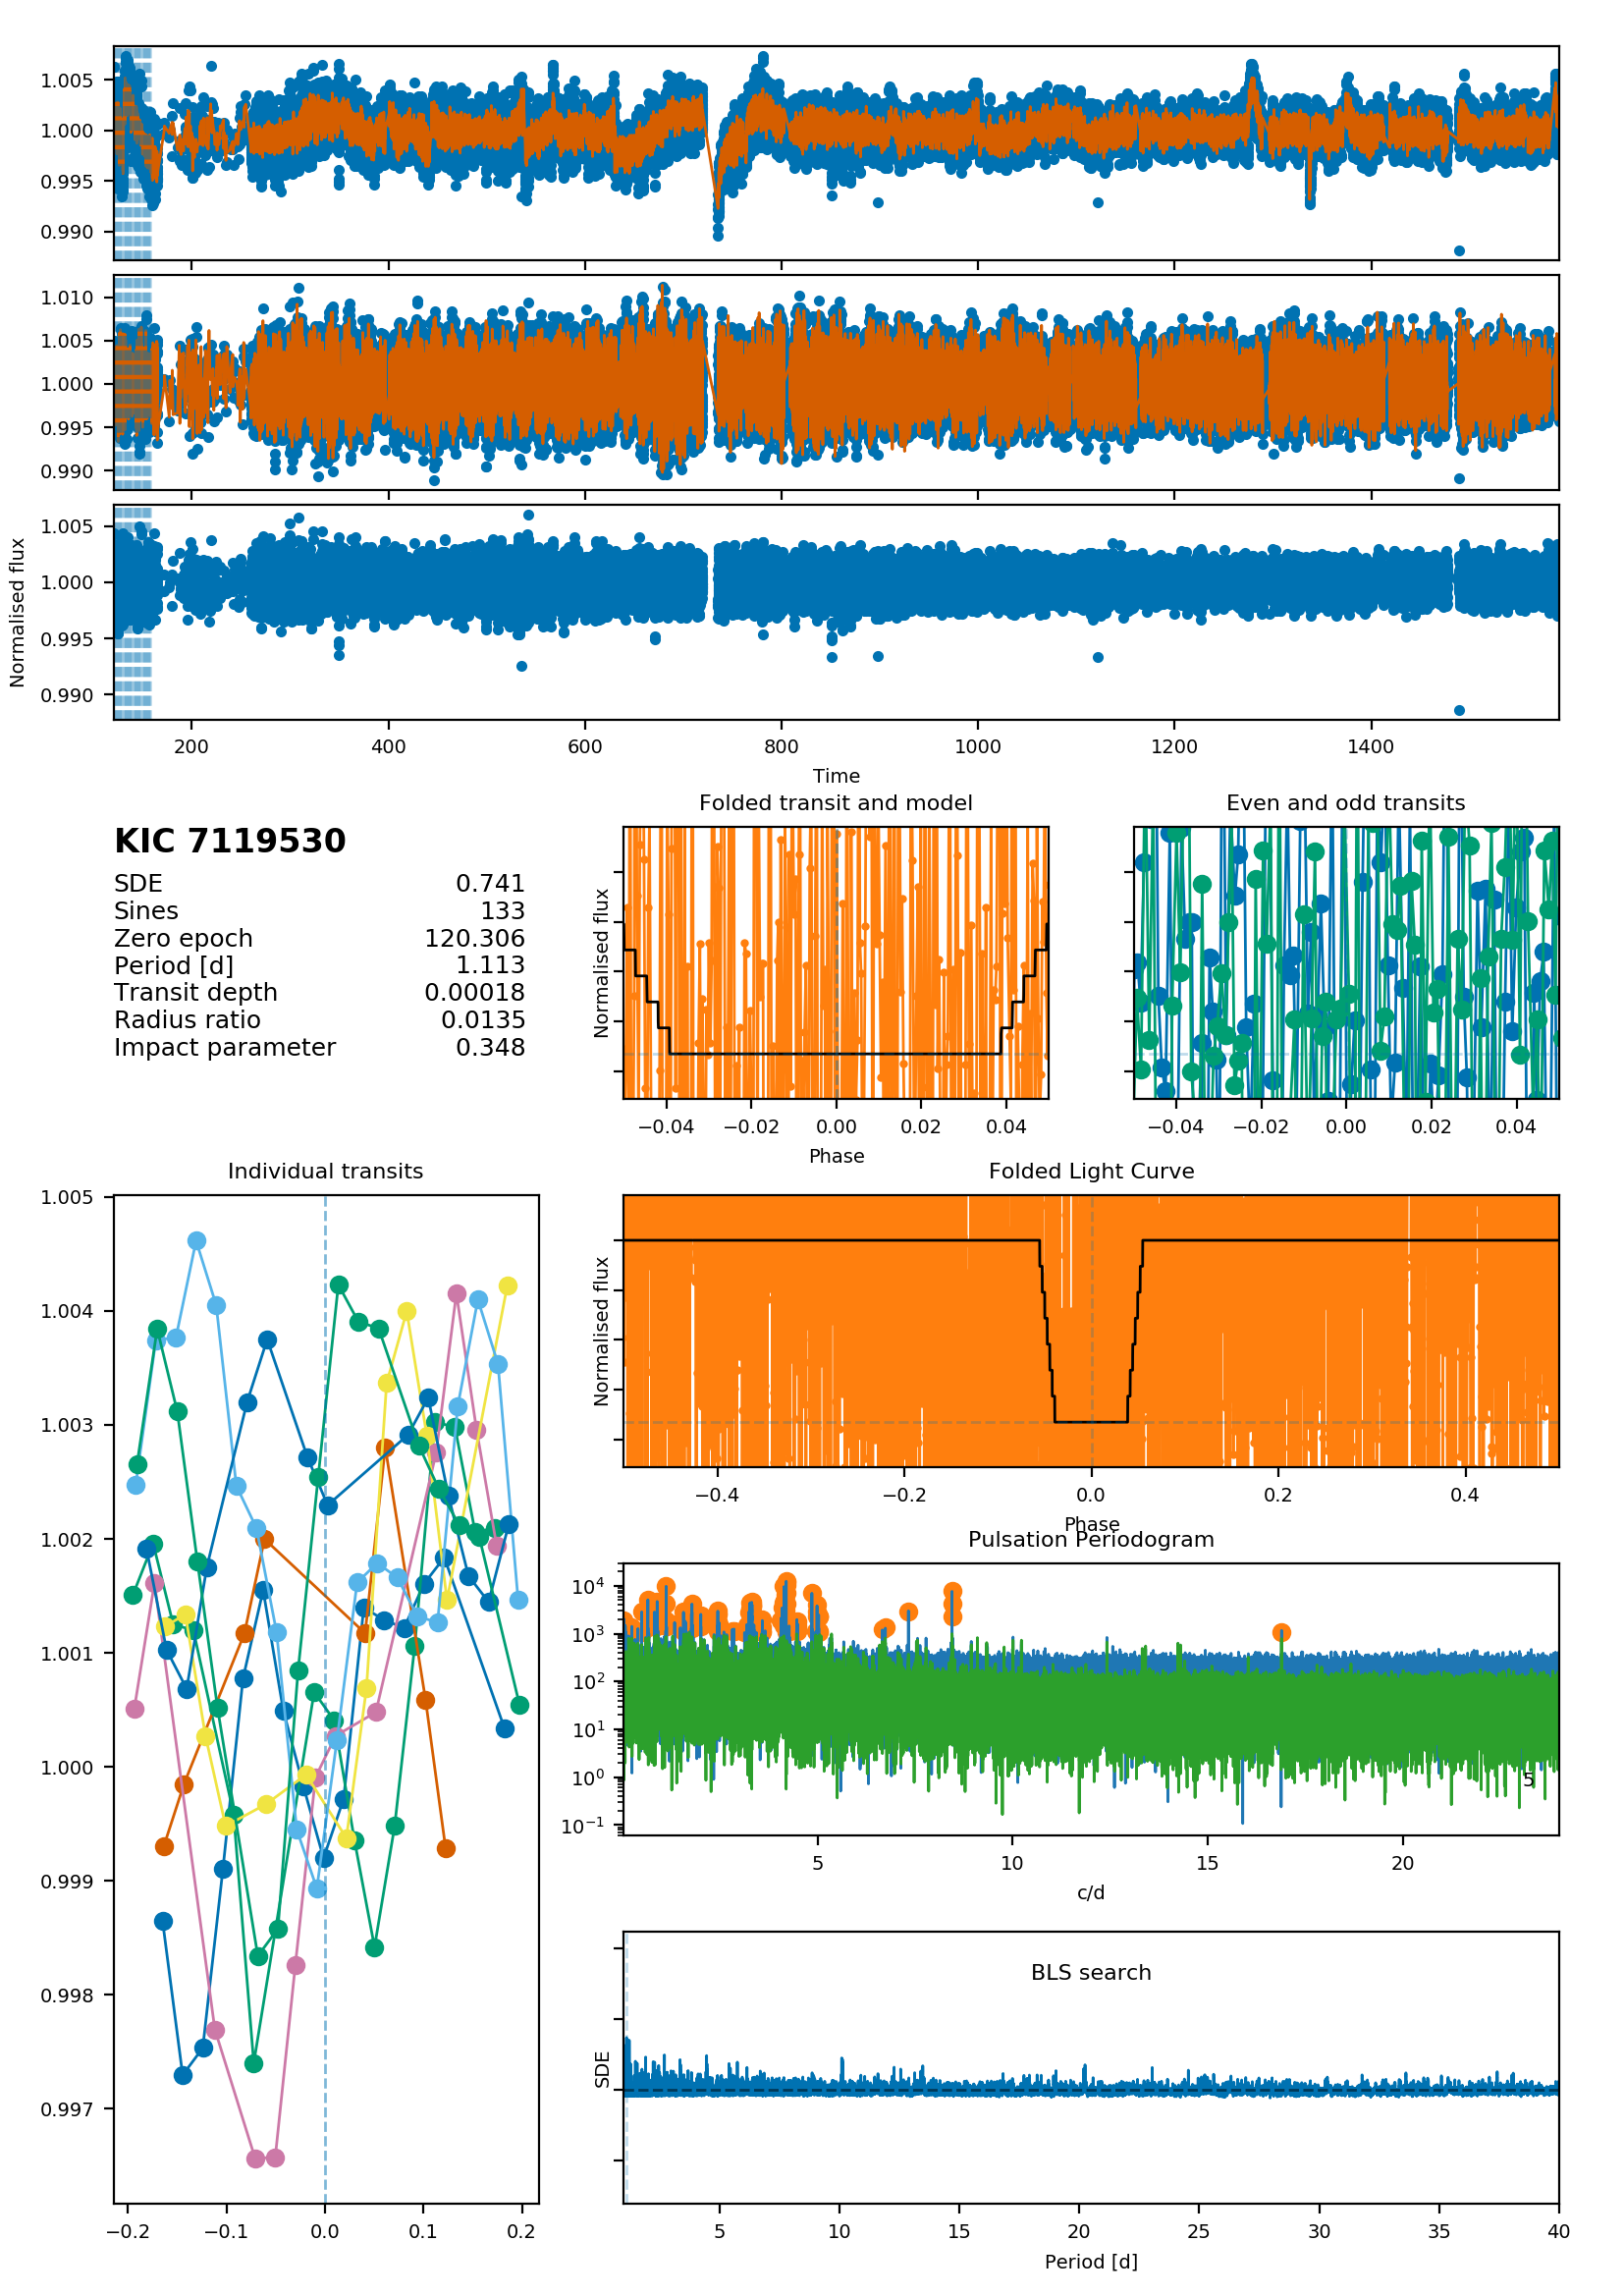 1.005
1.000
0.995
0.990
1.010
1.005
1.000
0.995
0.990
1.005
1.000
0.995
0.990
Normalised flux
200 400 600 800 1000 1200 1400
Time
KIC 7119530
SDE 0.741
Sines 133
Zero epoch 120.306
Period [d] 1.113
Transit depth 0.00018
Radius ratio 0.0135
Impact parameter 0.348
Folded transit and model
Normalised flux
−0.04 −0.02 0.00 0.02 0.04
Phase
Even and odd transits
−0.04 −0.02 0.00 0.02 0.04
Individual transits
1.005
1.004
1.003
1.002
1.001
1.000
0.999
0.998
0.997
−0.2 −0.1 0.0 0.1 0.2
Folded Light Curve
Normalised flux
−0.4 −0.2 0.0 0.2 0.4
Phase
Pulsation Periodogram
10⁴
10³
10²
10¹
10⁰
10⁻¹
5
5 10 15 20
c/d
BLS search
SDE
5 10 15 20 25 30 35 40
Period [d]